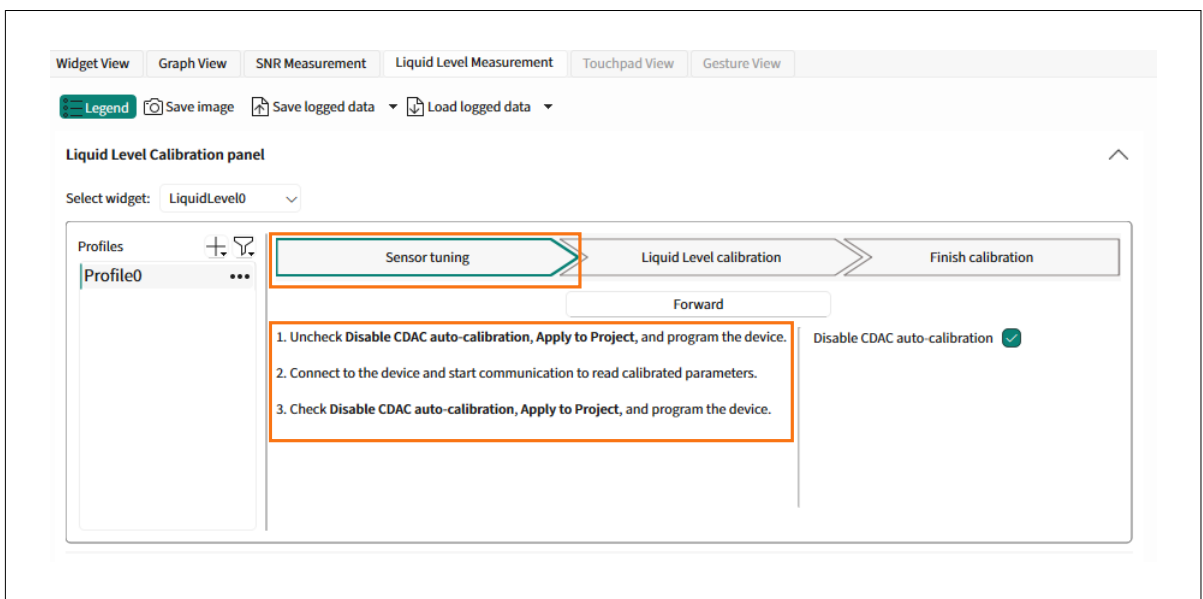 Widget View Graph View SNR Measurement Liquid Level Measurement Touchpad View Gesture View
Legend Save image Save logged data Load logged data
Liquid Level Calibration panel
Select widget: LiquidLevel0
Profiles
Profile0
Sensor tuning Liquid Level calibration Finish calibration
Forward
1. Uncheck Disable CDAC auto-calibration, Apply to Project, and program the device.
2. Connect to the device and start communication to read calibrated parameters.
3. Check Disable CDAC auto-calibration, Apply to Project, and program the device.
Disable CDAC auto-calibration